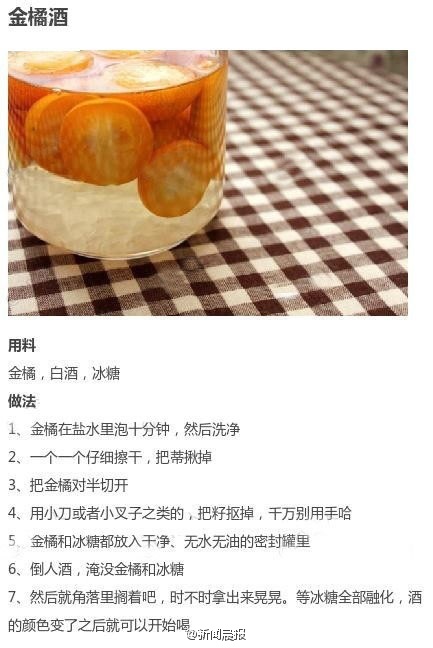 金橘酒
用料
金橘，白酒，冰糖
做法
1、金橘在盐水里泡十分钟，然后洗净
2、一个一个仔细擦干，把蒂揪掉
3、把金橘对半切开
4、用小刀或者小叉子之类的，把籽抠掉，千万别用手哈
5、金橘和冰糖都放入干净、无水无油的密封罐里
6、倒人酒，淹没金橘和冰糖
7、然后就角落里搁着吧，时不时拿出来晃晃。等冰糖全部融化，酒
的颜色变了之后就可以开始喝
@新闻晨报